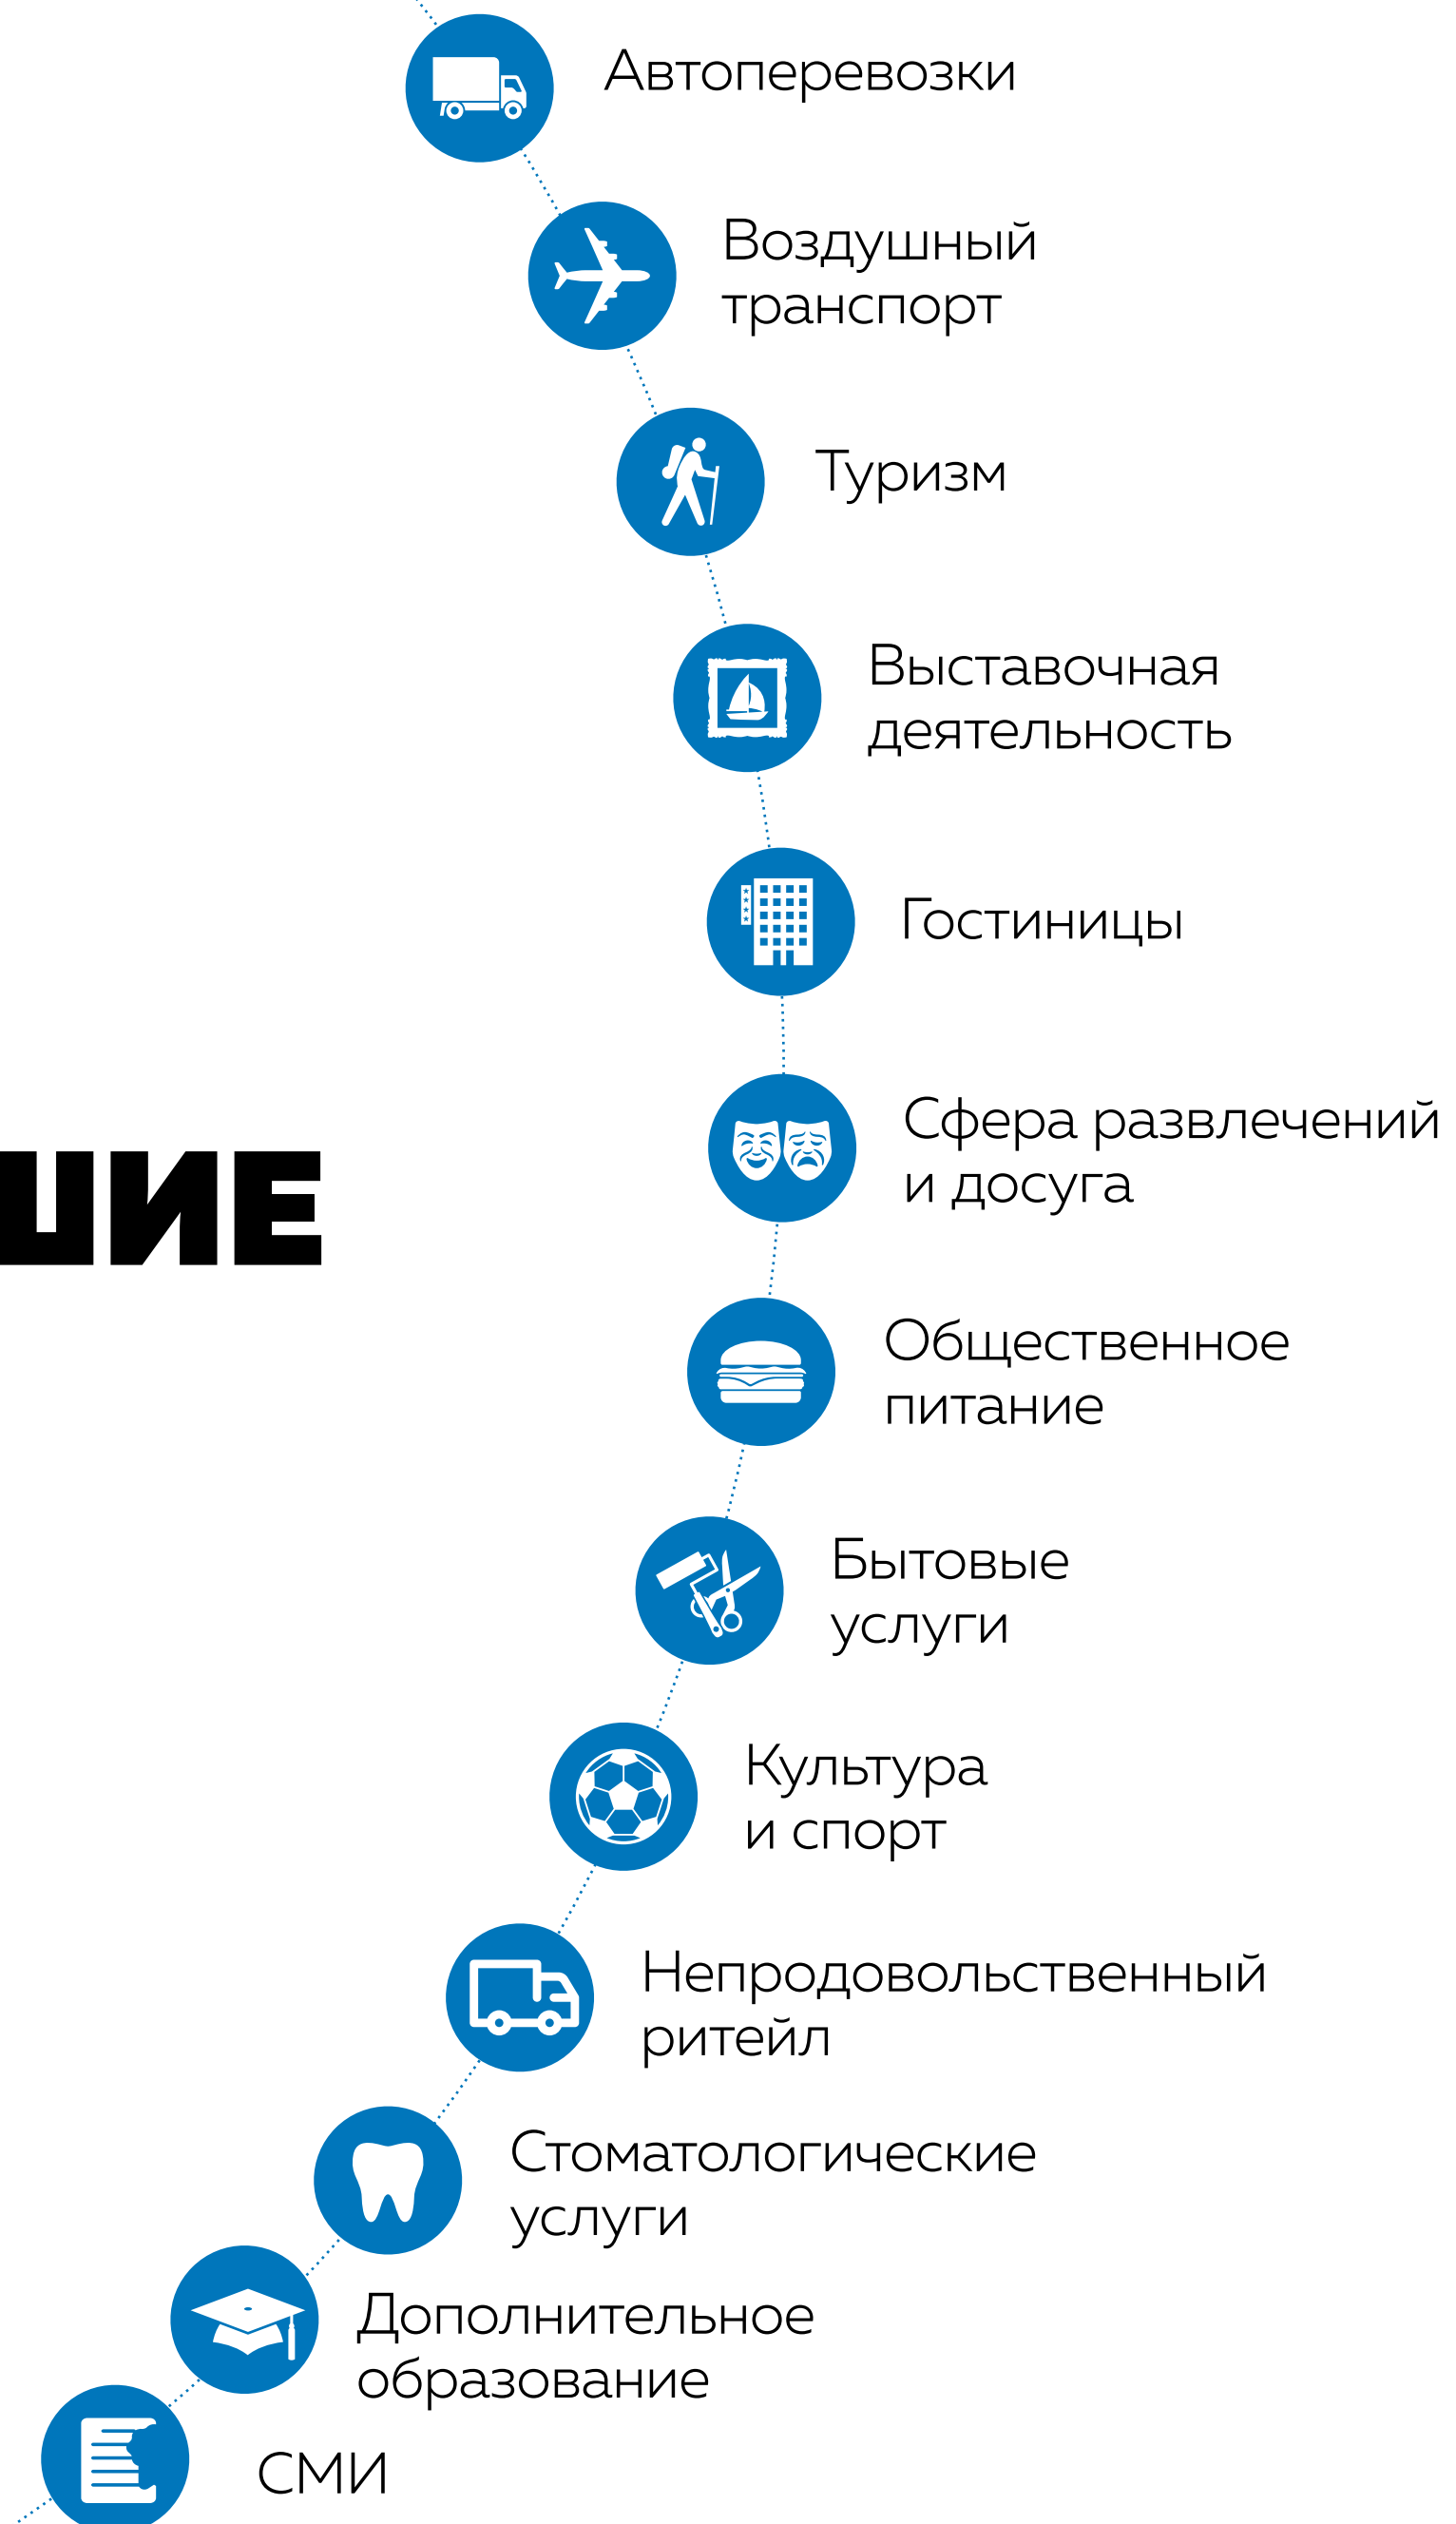 Автоперевозки
Воздушный
транспорт
Туризм
Выставочная
деятельность
Гостиницы
Сфера развлечений
и досуга
ШИЕ
Общественное
питание
Бытовые
услуги
Культура
и спорт
Непродовольственный
ритейл
Стоматологические
услуги
Дополнительное
образование
СМИ